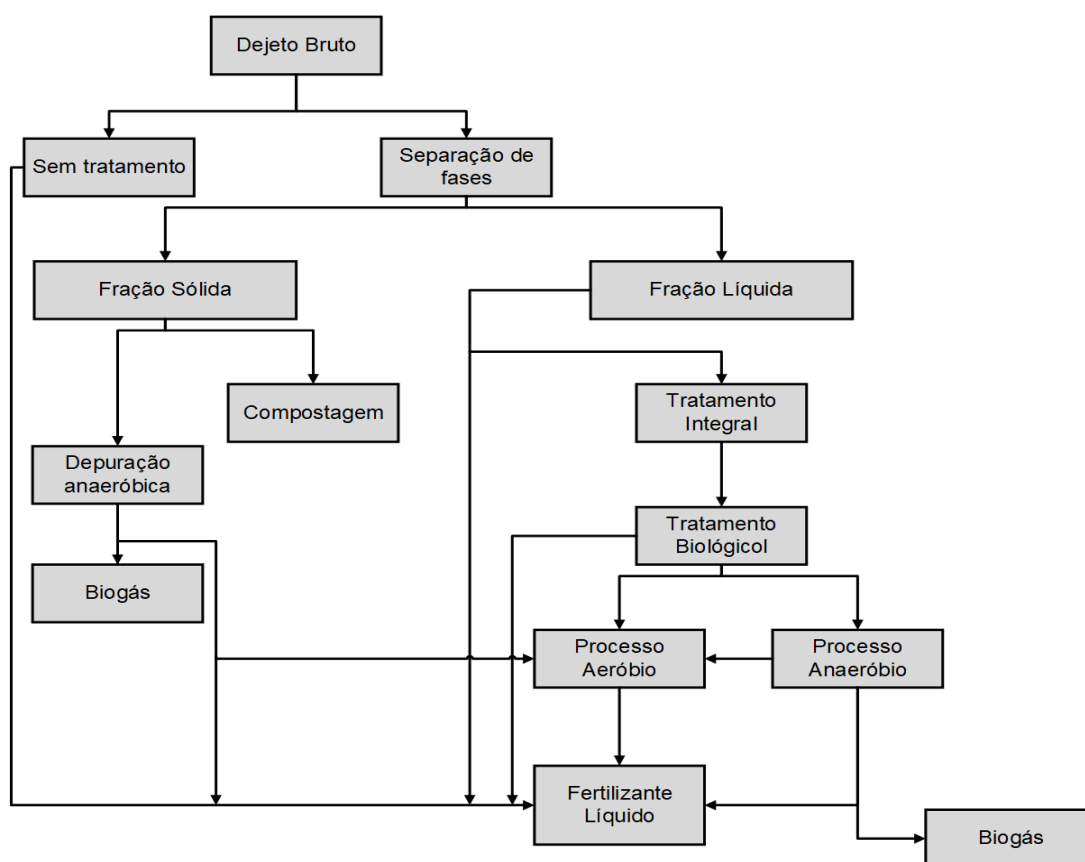 Dejeto Bruto
Sem tratamento
Separação de
fases
Fração Sólida
Fração Líquida
Compostagem
Tratamento
Integral
Depuração
anaeróbica
Tratamento
Biológicol
Biogás
Processo
Aeróbio
Processo
Anaeróbio
Fertilizante
Líquido
Biogás